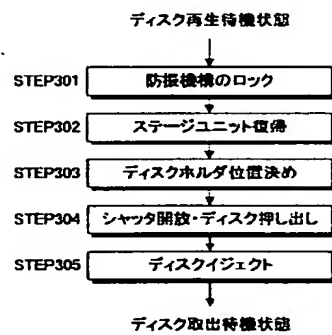 ディスク再生待機状態
STEP301 防振機構のロック
STEP302 ステージユニット復帰
STEP303 ディスクホルダ位置決め
STEP304 シャッタ開放・ディスク押し出し
STEP305 ディスクイジェクト
ディスク取出待機状態